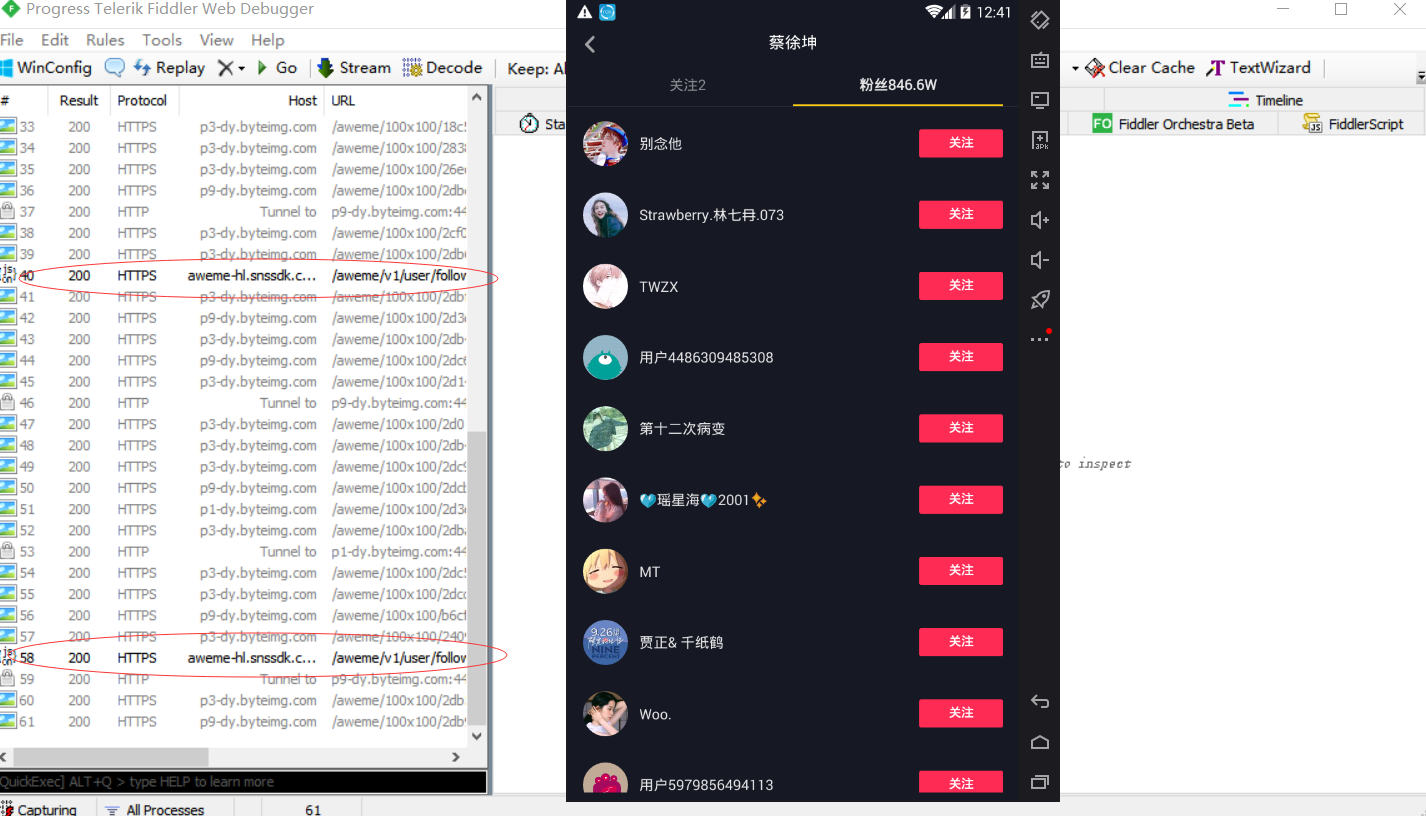 Progress Telerik Fiddler Web Debugger
File Edit Rules Tools View Help
WinConfig Replay Go Stream Decode Keep: Al
Clear Cache TextWizard
Timeline
Sta
FO Fiddler Orchestra Beta
JS FiddlerScript
# Result Protocol Host URL
33 200 HTTPS p3-dy.byteimg.com /aweme/100x100/18c5
34 200 HTTPS p3-dy.byteimg.com /aweme/100x100/2838
35 200 HTTPS p3-dy.byteimg.com /aweme/100x100/26ee
36 200 HTTPS p9-dy.byteimg.com /aweme/100x100/2dbe
37 200 HTTP Tunnel to p9-dy.byteimg.com:44
38 200 HTTPS p3-dy.byteimg.com /aweme/100x100/2cf0
39 200 HTTPS p3-dy.byteimg.com /aweme/100x100/2db6
40 200 HTTPS aweme-hl.snssdk.c... /aweme/v1/user/follow
41 200 HTTPS p3-dy.byteimg.com /aweme/100x100/2db
42 200 HTTPS p9-dy.byteimg.com /aweme/100x100/2d3
43 200 HTTPS p3-dy.byteimg.com /aweme/100x100/2db
44 200 HTTPS p9-dy.byteimg.com /aweme/100x100/2dc6
45 200 HTTPS p3-dy.byteimg.com /aweme/100x100/2d1
46 200 HTTP Tunnel to p9-dy.byteimg.com:44
47 200 HTTPS p3-dy.byteimg.com /aweme/100x100/2d0
48 200 HTTPS p3-dy.byteimg.com /aweme/100x100/2db
49 200 HTTPS p3-dy.byteimg.com /aweme/100x100/2dc9
50 200 HTTPS p9-dy.byteimg.com /aweme/100x100/2dc
51 200 HTTPS p1-dy.byteimg.com /aweme/100x100/2d3
52 200 HTTPS p3-dy.byteimg.com /aweme/100x100/2dba
53 200 HTTP Tunnel to p1-dy.byteimg.com:44
54 200 HTTPS p3-dy.byteimg.com /aweme/100x100/2dc5
55 200 HTTPS p3-dy.byteimg.com /aweme/100x100/2dc
56 200 HTTPS p9-dy.byteimg.com /aweme/100x100/b6cf
57 200 HTTPS p3-dy.byteimg.com /aweme/100x100/240
58 200 HTTPS aweme-hl.snssdk.c... /aweme/v1/user/follow
59 200 HTTP Tunnel to p9-dy.byteimg.com:44
60 200 HTTPS p3-dy.byteimg.com /aweme/100x100/2db
61 200 HTTPS p9-dy.byteimg.com /aweme/100x100/2db
QuickExec] ALT+Q > type HELP to learn more
Capturing All Processes 61
12:41
蔡徐坤
关注2 粉丝846.6W
别念他 关注
Strawberry.林七冄.073 关注
TWZX 关注
用户4486309485308 关注
第十二次病变 关注
💙瑶星海💙2001✨ 关注
MT 关注
9.26
NINE
PERCENT
贾正& 千纸鹤 关注
Woo. 关注
用户5979856494113 关注
to inspect